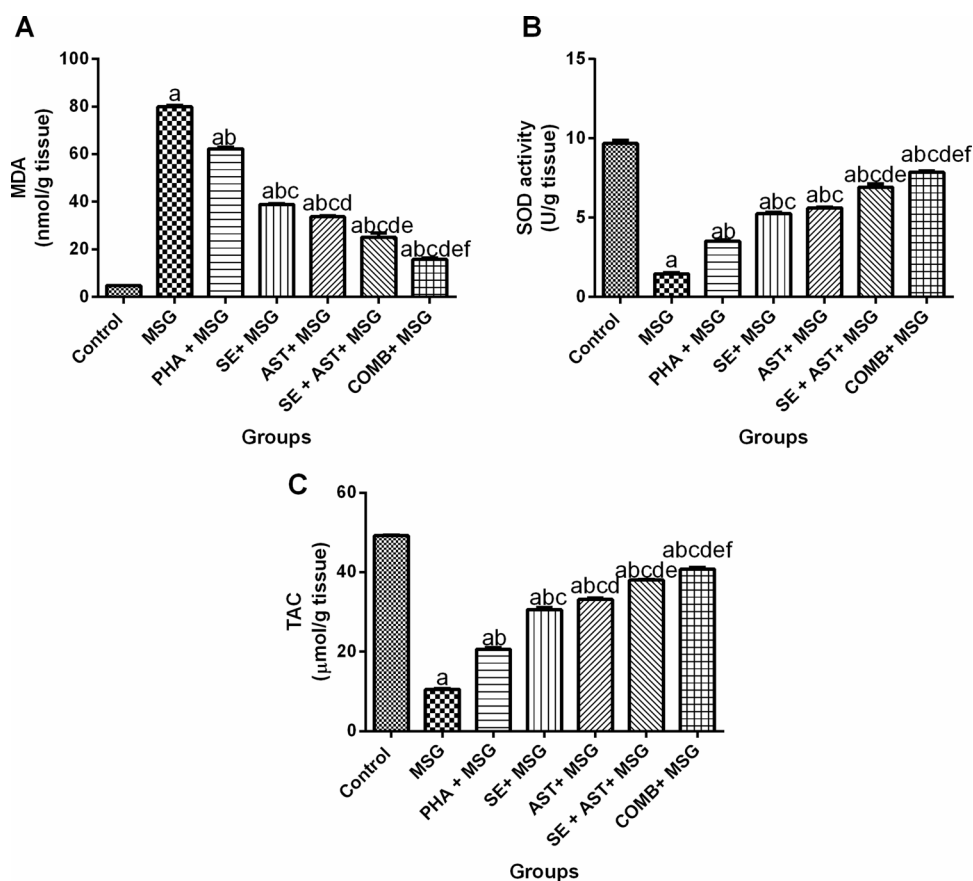 A
MDA
(nmol/g tissue)
100
80
60
40
20
0
a
ab
abc
abcd
abcde
abcdef
Control
MSG
PHA + MSG
SE+ MSG
AST+ MSG
SE + AST+ MSG
COMB+ MSG
Groups
B
SOD activity
(U/g tissue)
15
10
5
0
a
ab
abc
abc
abcde
abcdef
Control
MSG
PHA + MSG
SE+ MSG
AST+ MSG
SE + AST+ MSG
COMB+ MSG
Groups
C
TAC
(μmol/g tissue)
60
40
20
0
a
ab
abc
abcd
abcde
abcdef
Control
MSG
PHA + MSG
SE+ MSG
AST+ MSG
SE + AST+ MSG
COMB+ MSG
Groups